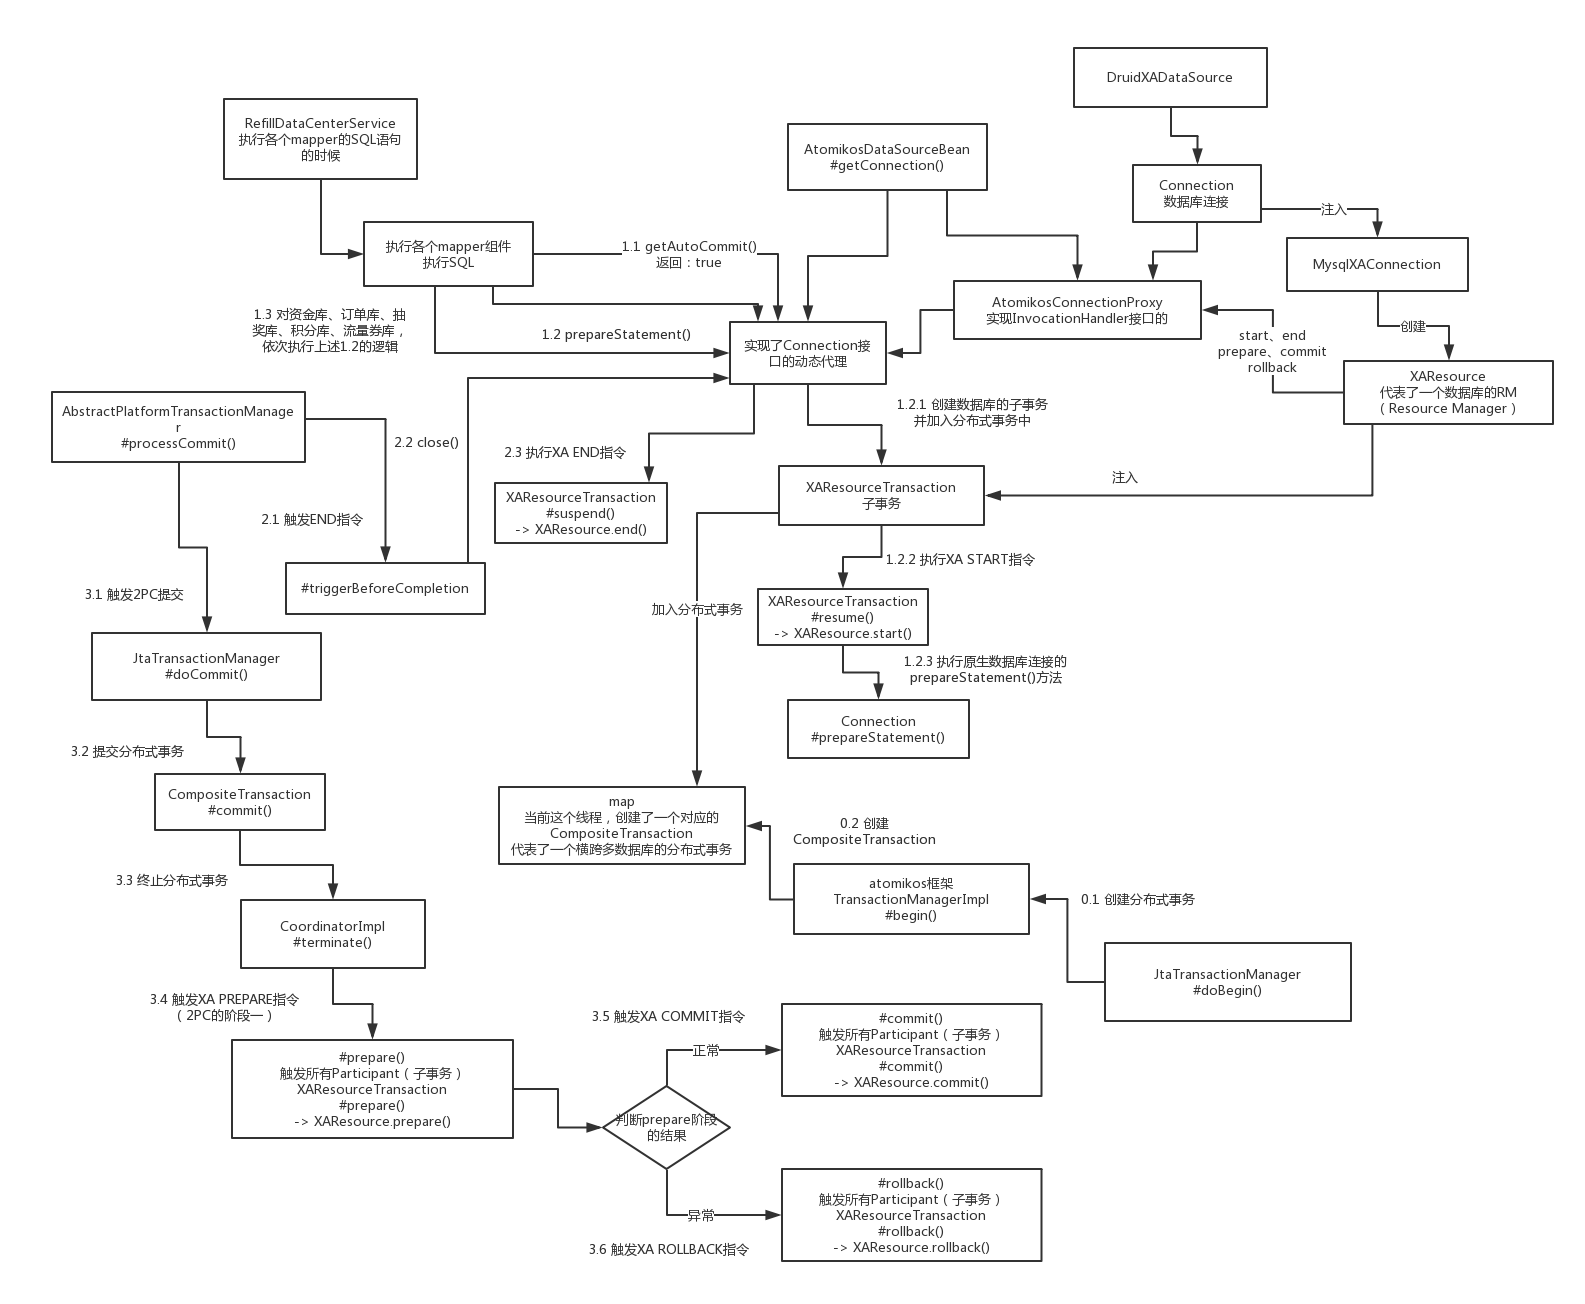 DruidXADataSource
RefillDataCenterService
执行各个mapper的SQL语句
的时候
AtomikosDataSourceBean
#getConnection()
Connection
数据库连接
注入
执行各个mapper组件
执行SQL
1.1 getAutoCommit()
返回：true
MysqlXAConnection
AtomikosConnectionProxy
实现InvocationHandler接口的
1.3 对资金库、订单库、抽
奖库、积分库、流量券库，
依次执行上述1.2的逻辑
1.2 prepareStatement()
实现了Connection接
口的动态代理
start、end
prepare、commit
rollback
创建
XAResource
代表了一个数据库的RM
（Resource Manager）
AbstractPlatformTransactionManage
r
#processCommit()
2.2 close()
1.2.1 创建数据库的子事务
并加入分布式事务中
2.3 执行XA END指令
注入
XAResourceTransaction
#suspend()
-> XAResource.end()
XAResourceTransaction
子事务
2.1 触发END指令
1.2.2 执行XA START指令
#triggerBeforeCompletion
3.1 触发2PC提交
加入分布式事务
XAResourceTransaction
#resume()
-> XAResource.start()
JtaTransactionManager
#doCommit()
1.2.3 执行原生数据库连接的
prepareStatement()方法
Connection
#prepareStatement()
3.2 提交分布式事务
CompositeTransaction
#commit()
map
当前这个线程，创建了一个对应的
CompositeTransaction
代表了一个横跨多数据库的分布式事务
0.2 创建
CompositeTransaction
3.3 终止分布式事务
atomikos框架
TransactionManagerImpl
#begin()
0.1 创建分布式事务
CoordinatorImpl
#terminate()
JtaTransactionManager
#doBegin()
3.4 触发XA PREPARE指令
（2PC的阶段一）
3.5 触发XA COMMIT指令
#commit()
触发所有Participant（子事务）
XAResourceTransaction
#commit()
-> XAResource.commit()
正常
#prepare()
触发所有Participant（子事务）
XAResourceTransaction
#prepare()
-> XAResource.prepare()
判断prepare阶段
的结果
#rollback()
触发所有Participant（子事务）
XAResourceTransaction
#rollback()
-> XAResource.rollback()
异常
3.6 触发XA ROLLBACK指令